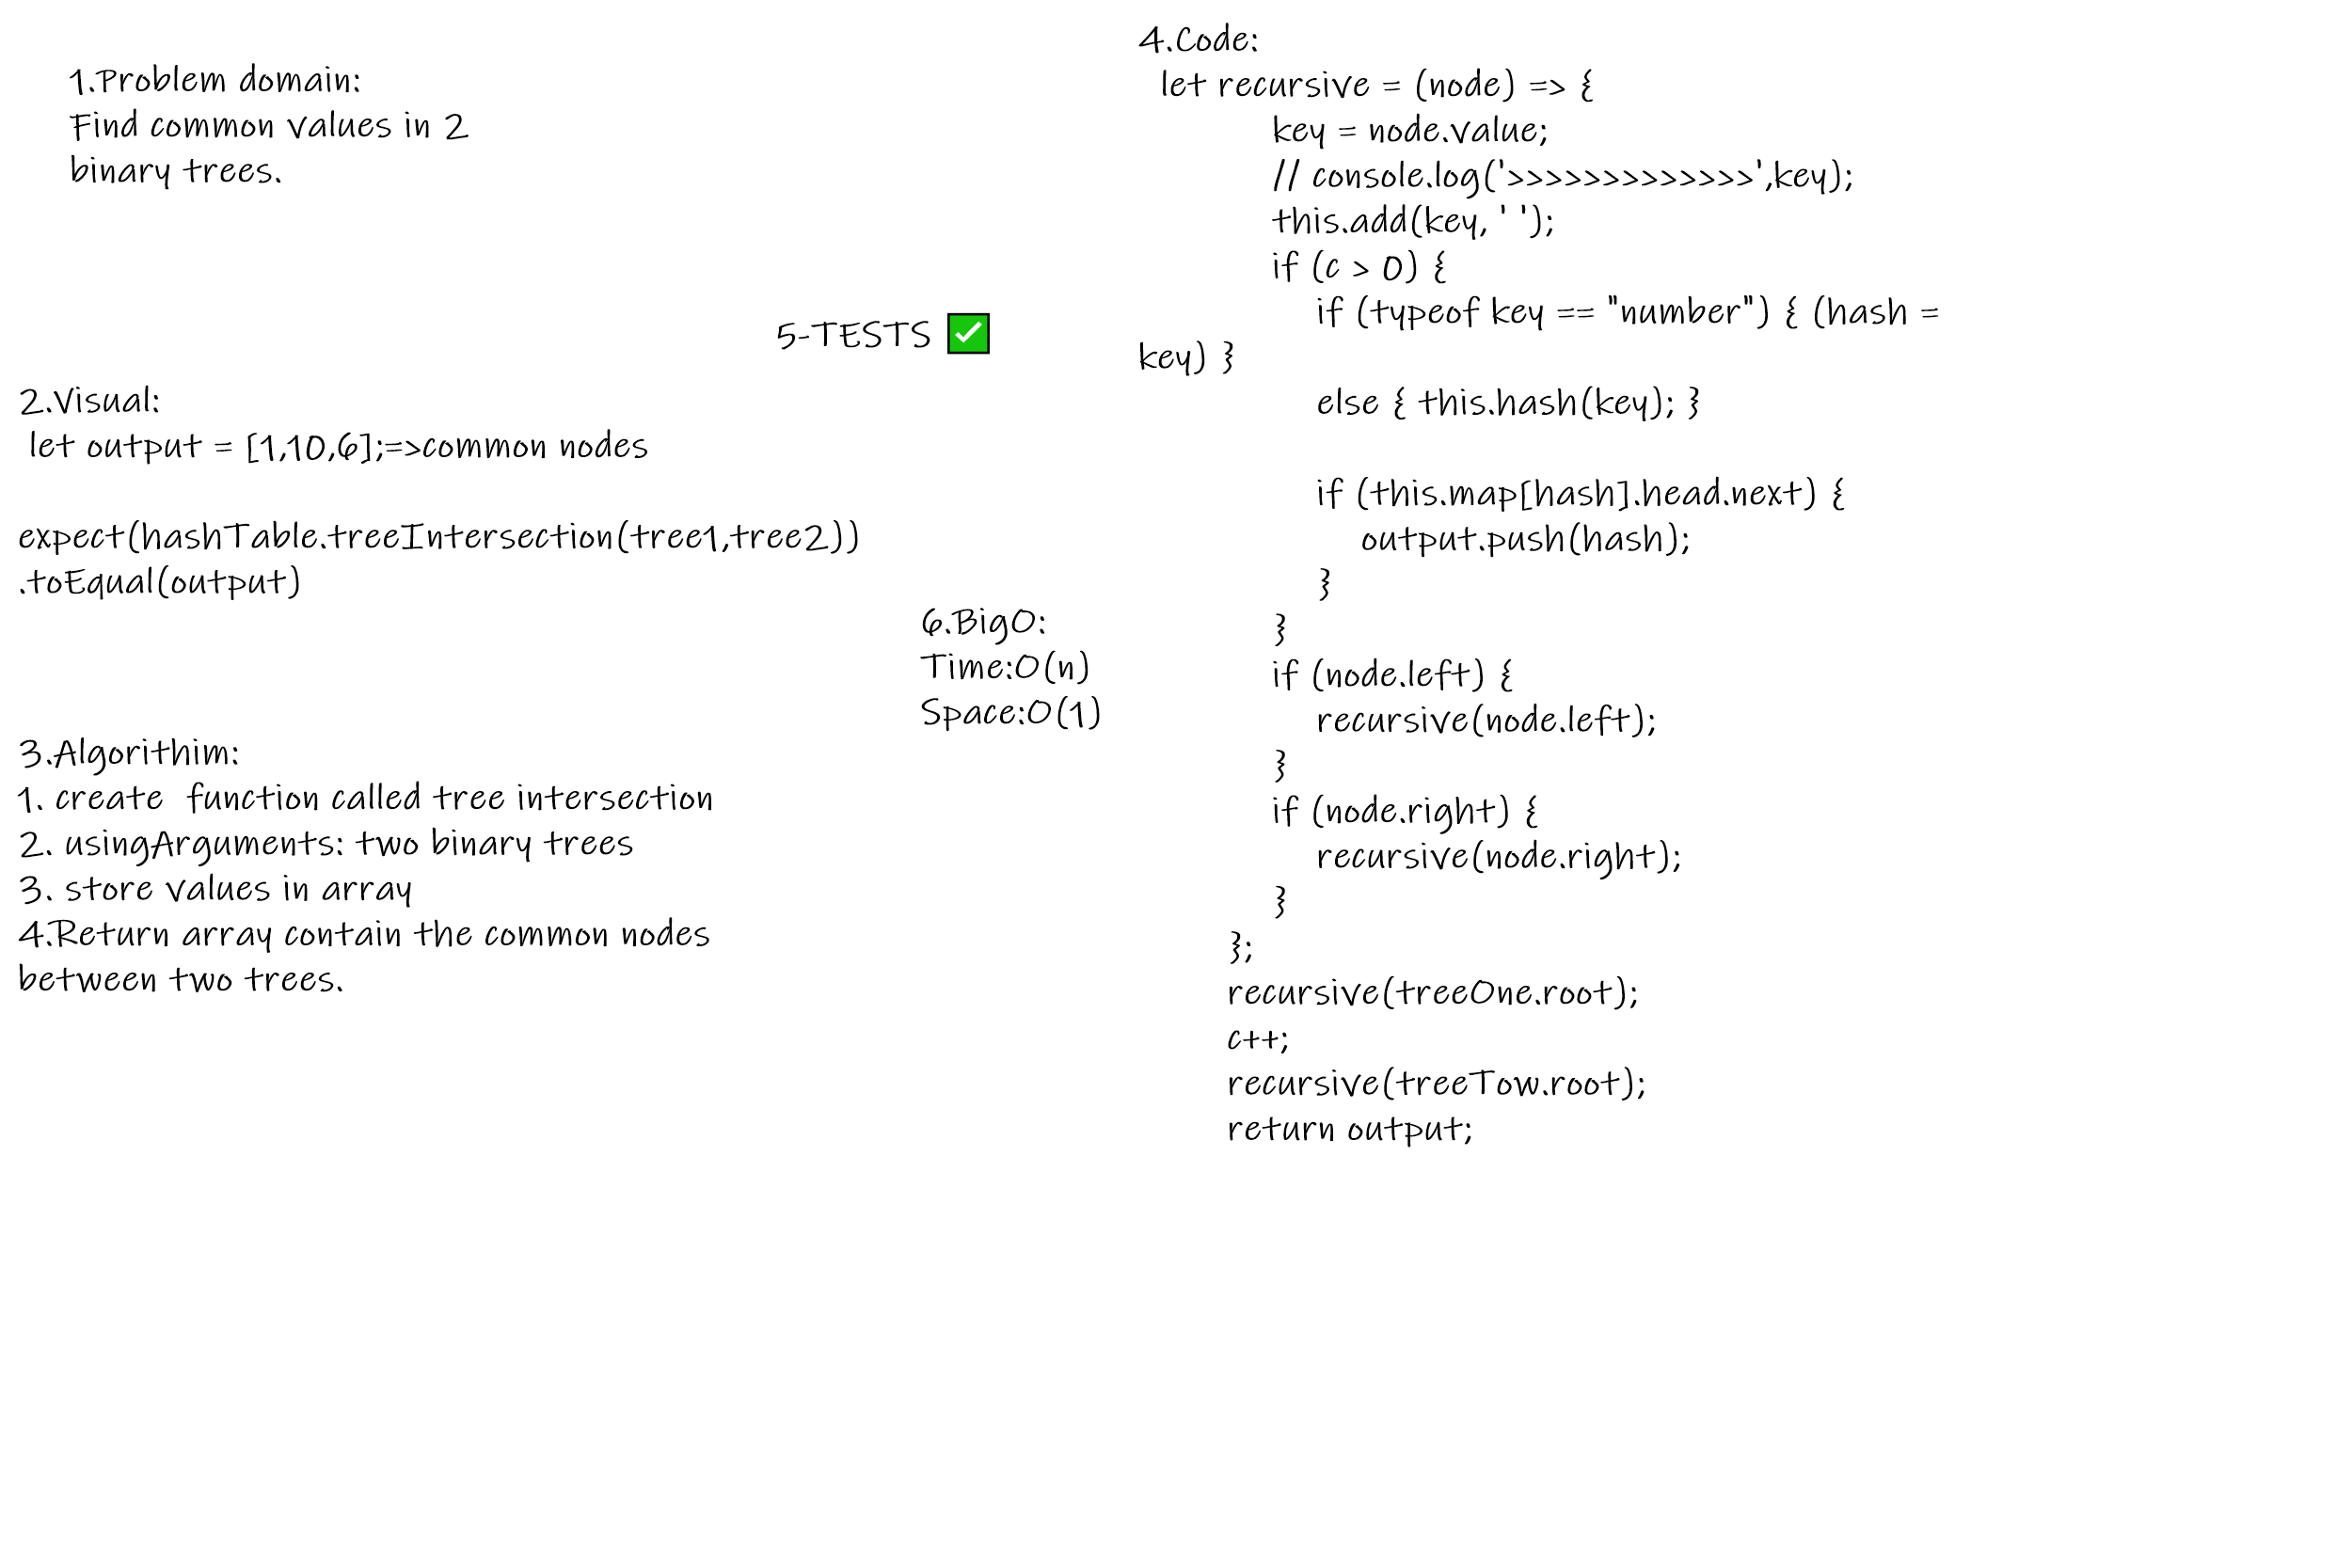 1.Problem domain:
Find common values in 2
binary trees.
5-TESTS ✅
2.Visual:
let output = [1,10,6];=>common nodes
expect(hashTable.treeIntersection(tree1,tree2))
.toEqual(output)
6.BigO:
Time:O(n)
Space:O(1)
3.Algorithim:
1. create  function called tree intersection
2. usingArguments: two binary trees
3. store values in array
4.Return array contain the common nodes
between two trees.
4.Code:
let recursive = (node) => {
key = node.value;
// console.log('>>>>>>>>>>>>>',key);
this.add(key, ' ');
if (c > 0) {
if (typeof key == "number") { (hash =
key) }
else { this.hash(key); }
if (this.map[hash].head.next) {
output.push(hash);
}
}
if (node.left) {
recursive(node.left);
}
if (node.right) {
recursive(node.right);
}
};
recursive(treeOne.root);
c++;
recursive(treeTow.root);
return output;